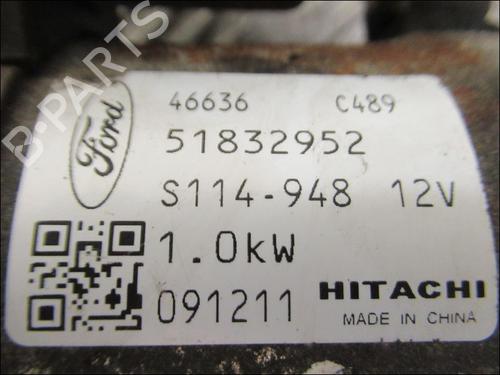 46636 C489
Ford
51832952
S114-948 12V
1.0kW
091211 HITACHI
MADE IN CHINA
B-PARTS